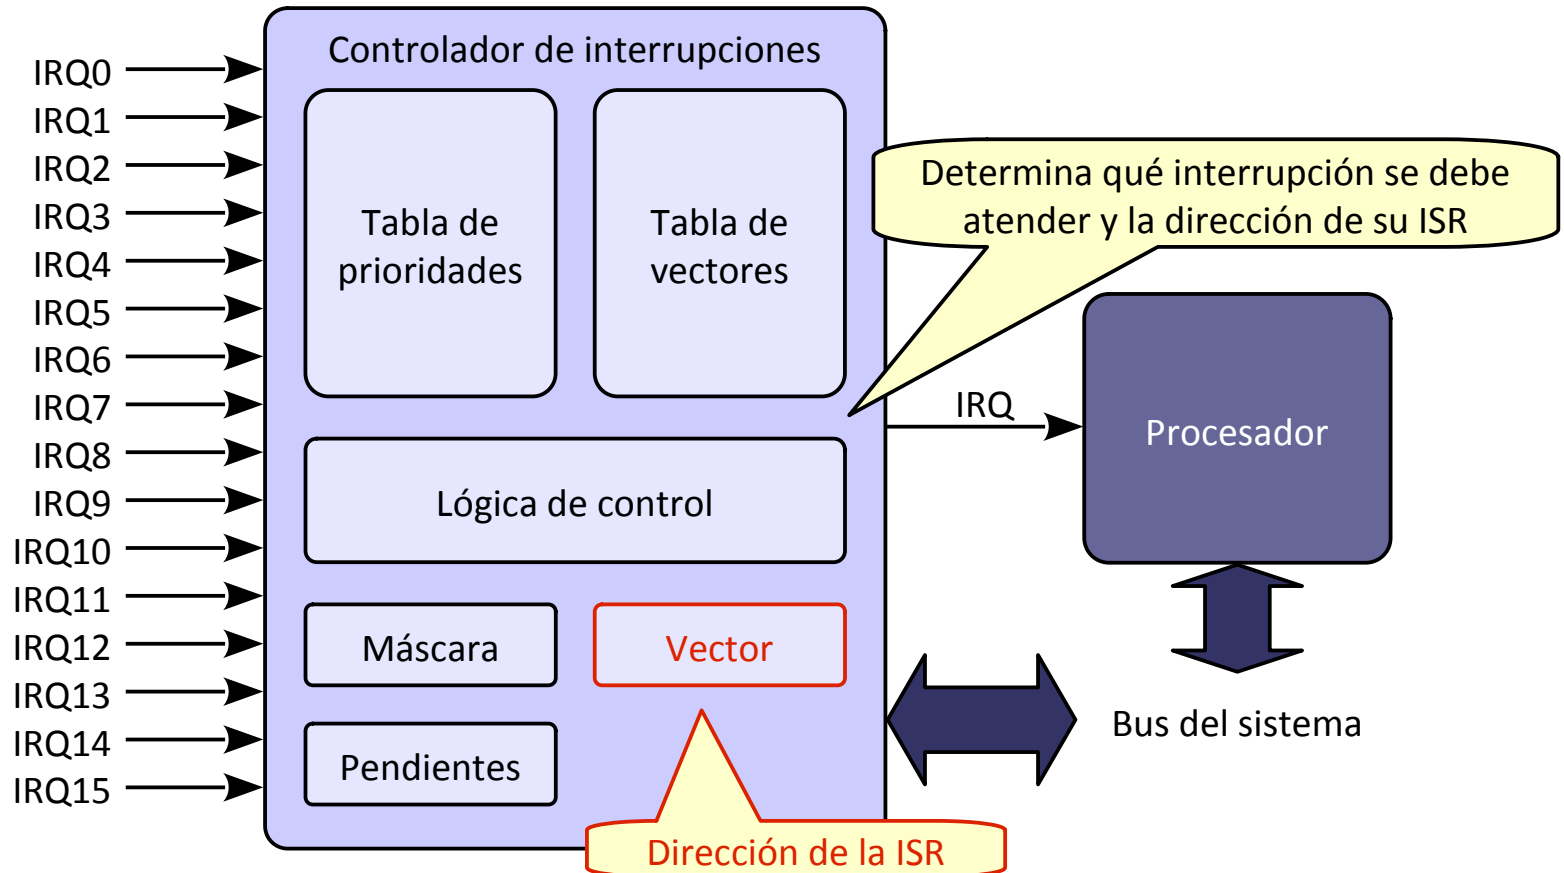 Controlador de interrupciones
IRQ0
IRQ1
IRQ2
IRQ3
IRQ4
IRQ5
IRQ6
IRQ7
IRQ8
IRQ9
IRQ10
IRQ11
IRQ12
IRQ13
IRQ14
IRQ15
Tabla de
prioridades
Tabla de
vectores
Determina qué interrupción se debe
atender y la dirección de su ISR
IRQ
Procesador
Lógica de control
Máscara
Vector
Pendientes
Bus del sistema
Dirección de la ISR